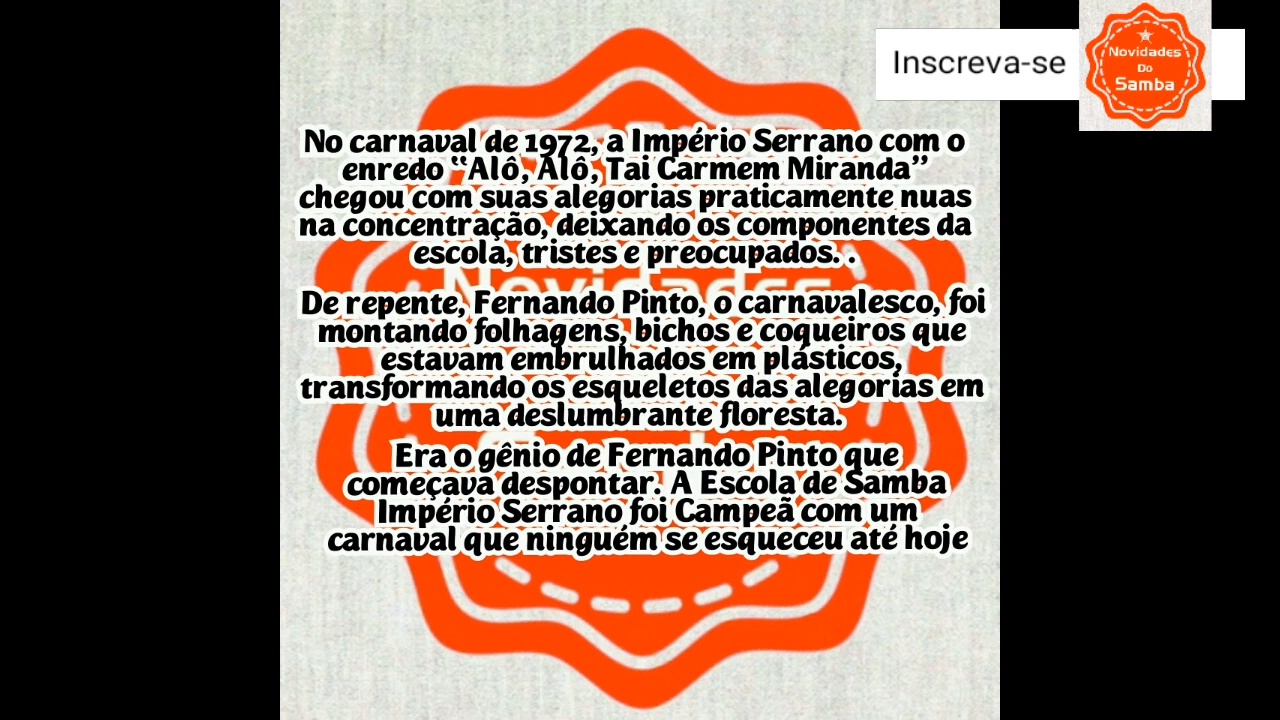 Inscreva-se
Novidades
Do
Samba
No carnaval de 1972, a Império Serrano com o
enredo “Alô, Alô, Tai Carmem Miranda”
chegou com suas alegorias praticamente nuas
na concentração, deixando os componentes da
escola, tristes e preocupados. .
De repente, Fernando Pinto, o carnavalesco, foi
montando folhagens, bichos e coqueiros que
estavam embrulhados em plásticos,
transformando os esqueletos das alegorias em
uma deslumbrante floresta.
Era o gênio de Fernando Pinto que
começava despontar. A Escola de Samba
Império Serrano foi Campeã com um
carnaval que ninguém se esqueceu até hoje